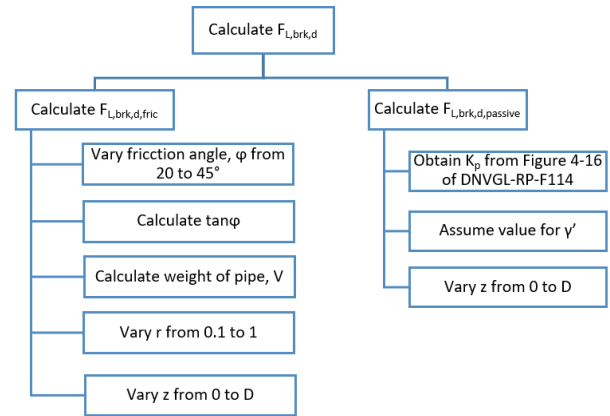 Calculate F_L,brk,d
Calculate F_L,brk,d,fric
Vary fricction angle, φ from
20 to 45°
Calculate tanφ
Calculate weight of pipe, V
Vary r from 0.1 to 1
Vary z from 0 to D
Calculate F_L,brk,d,passive
Obtain K_p from Figure 4-16
of DNVGL-RP-F114
Assume value for γ'
Vary z from 0 to D